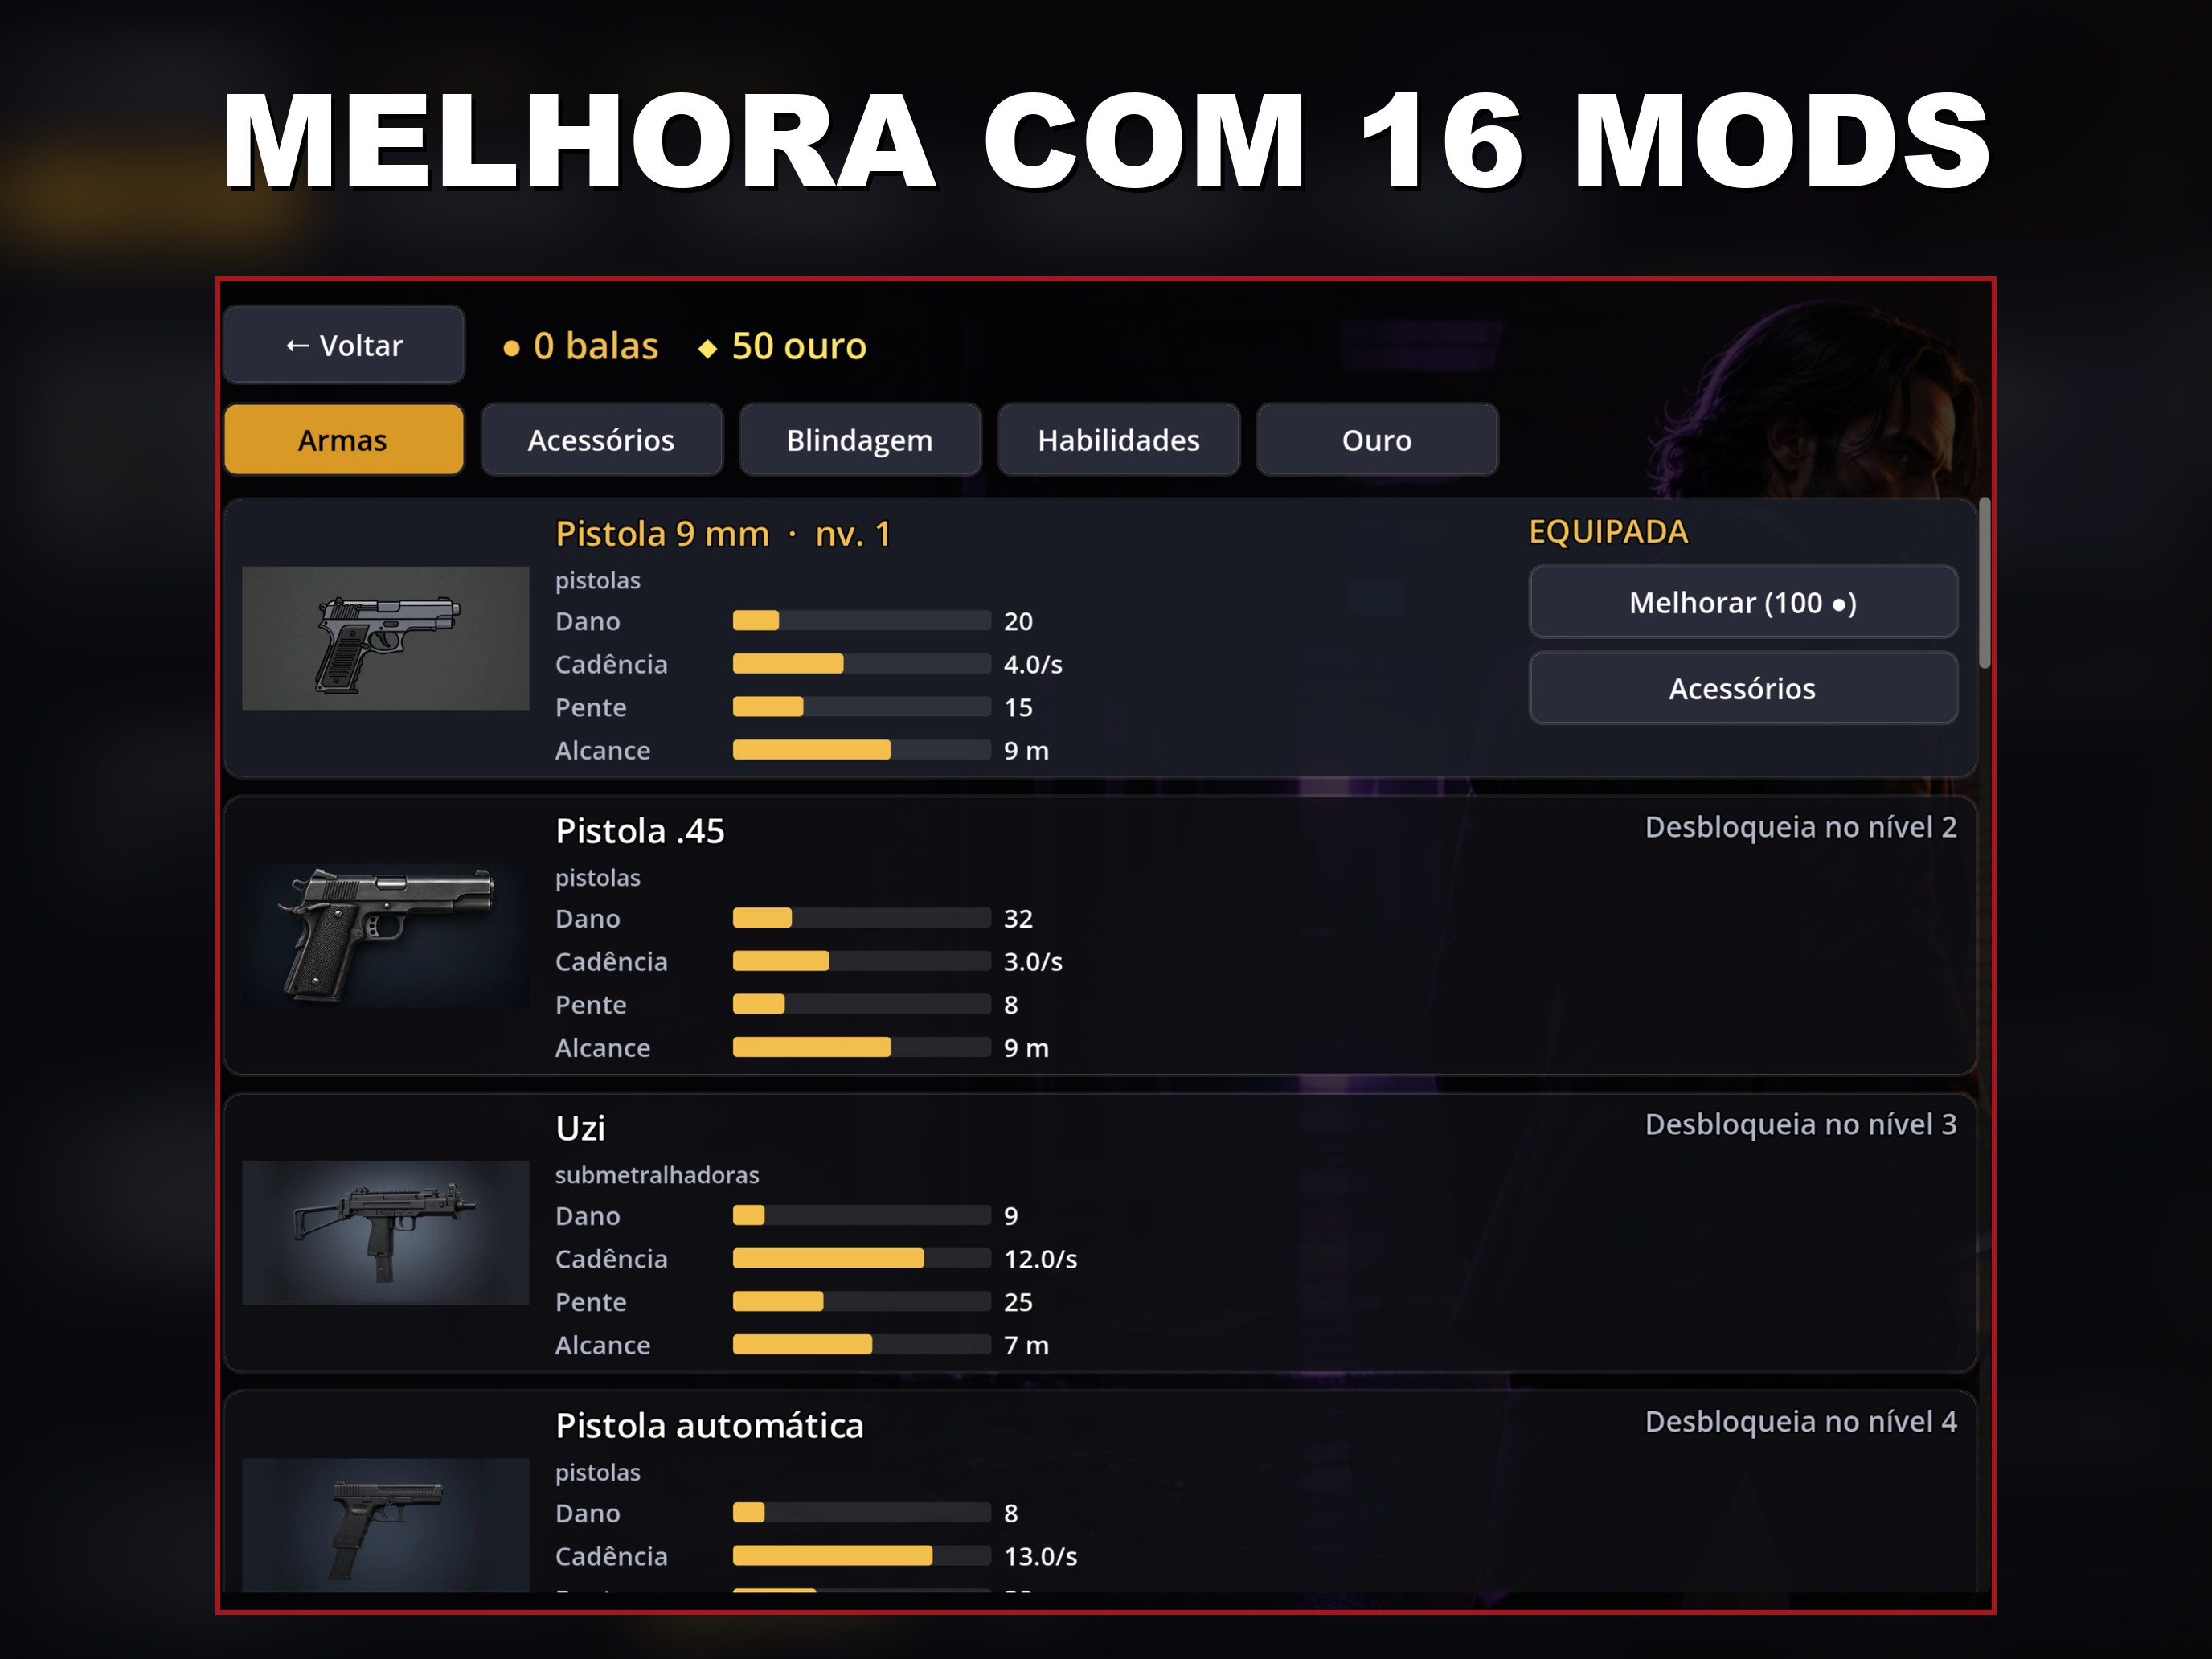 MELHORA COM 16 MODS
← Voltar
● 0 balas ◆ 50 ouro
Armas
Acessórios
Blindagem
Habilidades
Ouro
Pistola 9 mm · nv. 1
EQUIPADA
pistolas
Dano 20
Cadência 4.0/s
Pente 15
Alcance 9 m
Melhorar (100 ●)
Acessórios
Pistola .45
Desbloqueia no nível 2
pistolas
Dano 32
Cadência 3.0/s
Pente 8
Alcance 9 m
Uzi
Desbloqueia no nível 3
submetralhadoras
Dano 9
Cadência 12.0/s
Pente 25
Alcance 7 m
Pistola automática
Desbloqueia no nível 4
pistolas
Dano 8
Cadência 13.0/s